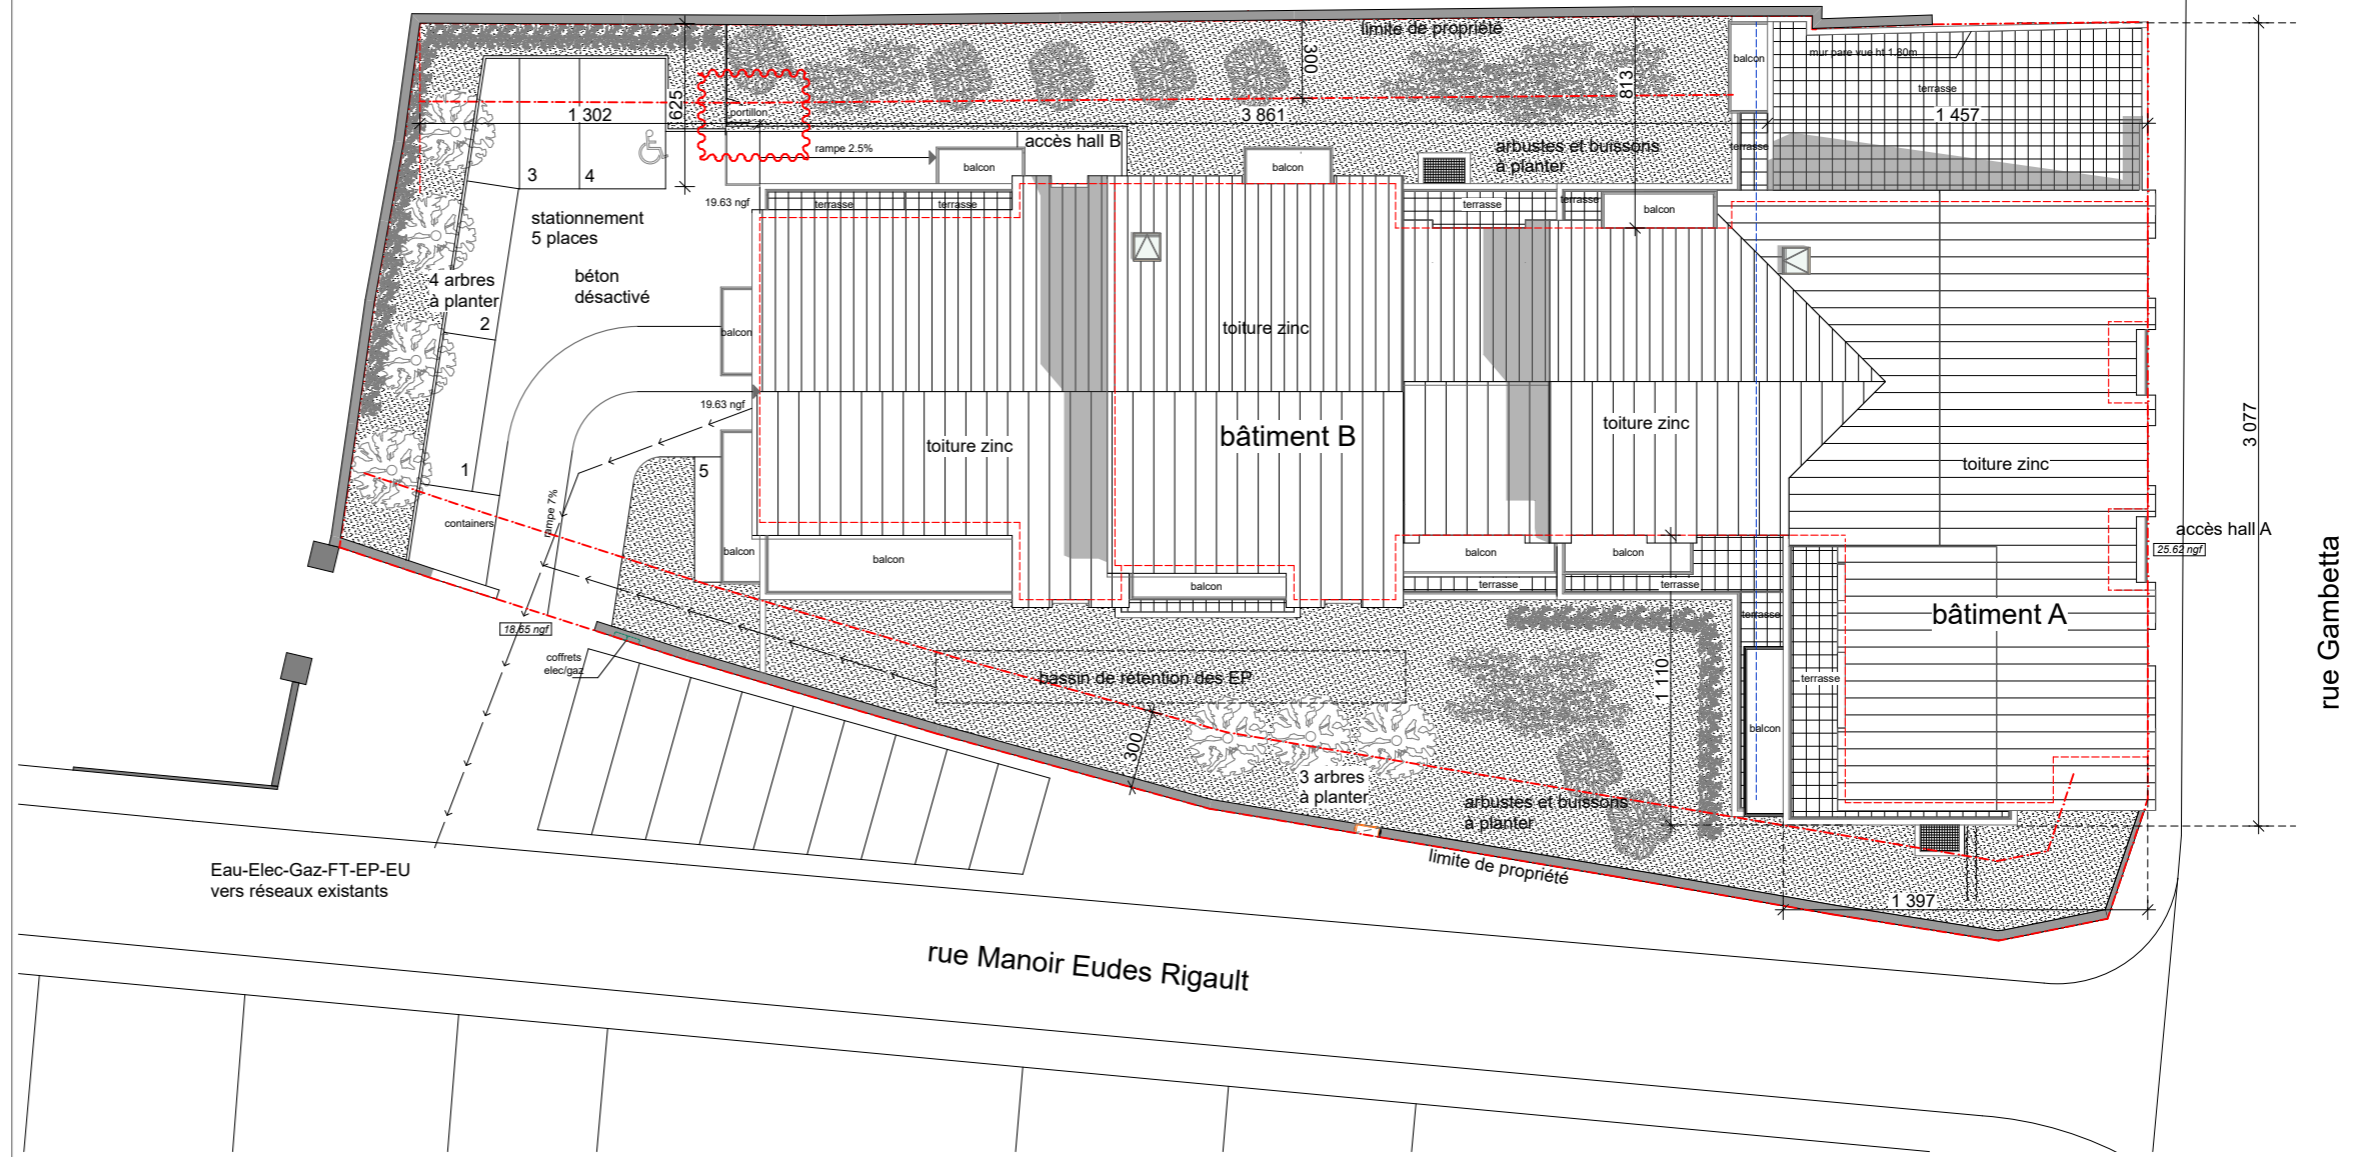 limite de propriété
balcon
mur pare vue ht 1.80m
terrasse
300
813
625
1 302
portillon
3 861
1 457
accès hall B
rampe 2.5%
balcon
balcon
arbustes et buissons
à planter
terrasse
3
4
19.63 ngf
terrasse
terrasse
terrasse
terrasse
balcon
stationnement
5 places
4 arbres
à planter
béton
désactivé
2
balcon
toiture zinc
19.63 ngf
toiture zinc
bâtiment B
toiture zinc
toiture zinc
3 077
1
5
rampe 7%
containers
balcon
balcon
balcon
balcon
balcon
terrasse
terrasse
accès hall A
25.62 ngf
rue Gambetta
bâtiment A
terrasse
18.65 ngf
coffrets
elec/gaz
bassin de rétention des EP
1 110
terrasse
balcon
300
3 arbres
à planter
arbustes et buissons
à planter
limite de propriété
1 397
Eau-Elec-Gaz-FT-EP-EU
vers réseaux existants
rue Manoir Eudes Rigault